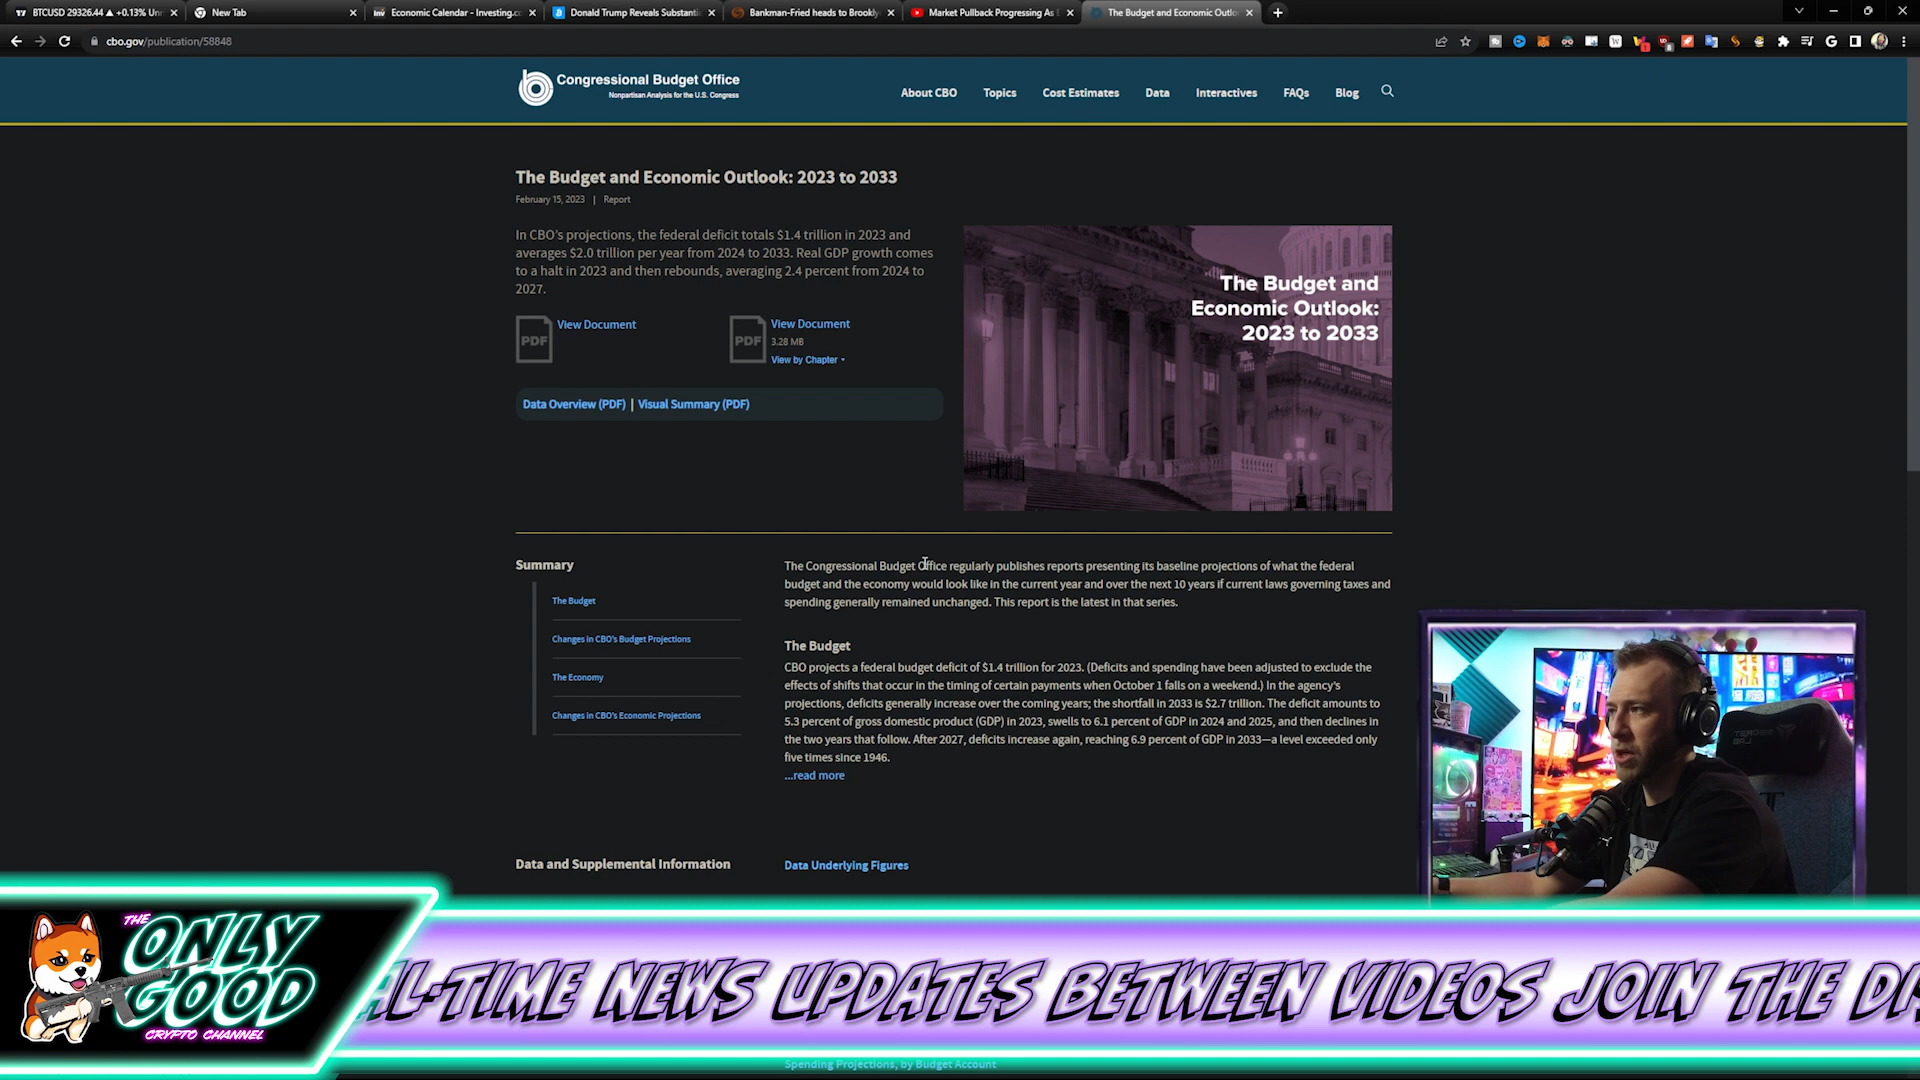 BTCUSD 29326.44 ▲ +0.13% Unn
New Tab
Economic Calendar - Investing.co
Donald Trump Reveals Substanti
Bankman-Fried heads to Brookly
Market Pullback Progressing As
The Budget and Economic Outlo
cbo.gov/publication/58848
Congressional Budget Office
Nonpartisan Analysis for the U.S. Congress
About CBO
Topics
Cost Estimates
Data
Interactives
FAQs
Blog
The Budget and Economic Outlook: 2023 to 2033
February 15, 2023 | Report
In CBO's projections, the federal deficit totals $1.4 trillion in 2023 and
averages $2.0 trillion per year from 2024 to 2033. Real GDP growth comes
to a halt in 2023 and then rebounds, averaging 2.4 percent from 2024 to
2027.
PDF
View Document
PDF
View Document
3.28 MB
View by Chapter
Data Overview (PDF) | Visual Summary (PDF)
The Budget and
Economic Outlook:
2023 to 2033
Summary
The Budget
Changes in CBO's Budget Projections
The Economy
Changes in CBO's Economic Projections
The Congressional Budget Office regularly publishes reports presenting its baseline projections of what the federal
budget and the economy would look like in the current year and over the next 10 years if current laws governing taxes and
spending generally remained unchanged. This report is the latest in that series.
The Budget
CBO projects a federal budget deficit of $1.4 trillion for 2023. (Deficits and spending have been adjusted to exclude the
effects of shifts that occur in the timing of certain payments when October 1 falls on a weekend.) In the agency's
projections, deficits generally increase over the coming years; the shortfall in 2033 is $2.7 trillion. The deficit amounts to
5.3 percent of gross domestic product (GDP) in 2023, swells to 6.1 percent of GDP in 2024 and 2025, and then declines in
the two years that follow. After 2027, deficits increase again, reaching 6.9 percent of GDP in 2033—a level exceeded only
five times since 1946.
...read more
Data and Supplemental Information
Data Underlying Figures
THE
ONLY
GOOD
CRYPTO CHANNEL
AL-TIME NEWS UPDATES BETWEEN VIDEOS JOIN THE DIS
Spending Projections, by Budget Account